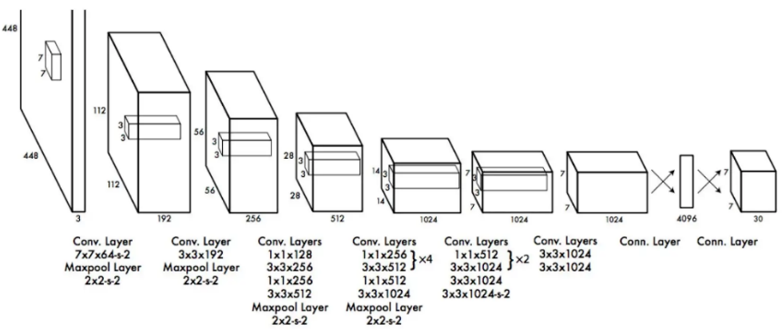 448
448
7
7
3
112
112
3
3
192
56
56
3
3
256
28
28
3
3
512
14
14
3
3
1024
7
7
3
3
1024
7
7
1024
4096
7
7
30
Conv. Layer
7x7x64-s-2
Maxpool Layer
2x2-s-2
Conv. Layer
3x3x192
Maxpool Layer
2x2-s-2
Conv. Layers
1x1x128
3x3x256
1x1x256
3x3x512
Maxpool Layer
2x2-s-2
Conv. Layers
1x1x256
3x3x512
}×4
1x1x512
3x3x1024
Maxpool Layer
2x2-s-2
Conv. Layers
1x1x512
3x3x1024
}×2
3x3x1024
3x3x1024-s-2
Conv. Layers
3x3x1024
3x3x1024
Conn. Layer
Conn. Layer